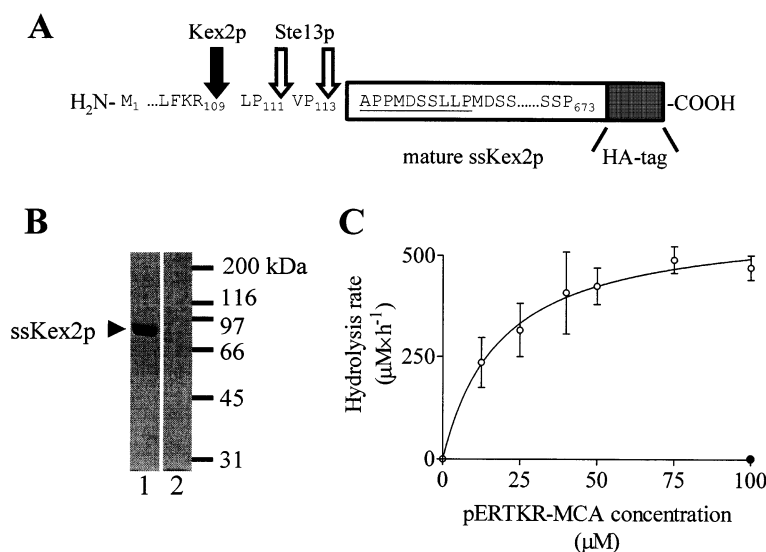 A
Kex2p Ste13p
H₂N- M₁ ...LFKR₁₀₉ LP₁₁₁ VP₁₁₃ APPMDSSLLPMDSS......SSP₆₇₃ -COOH
mature ssKex2p HA-tag
B
200 kDa
116
97
66
45
31
ssKex2p
1 2
C
Hydrolysis rate
(μM×h⁻¹)
500
250
0
0 25 50 75 100
pERTKR-MCA concentration
(μM)